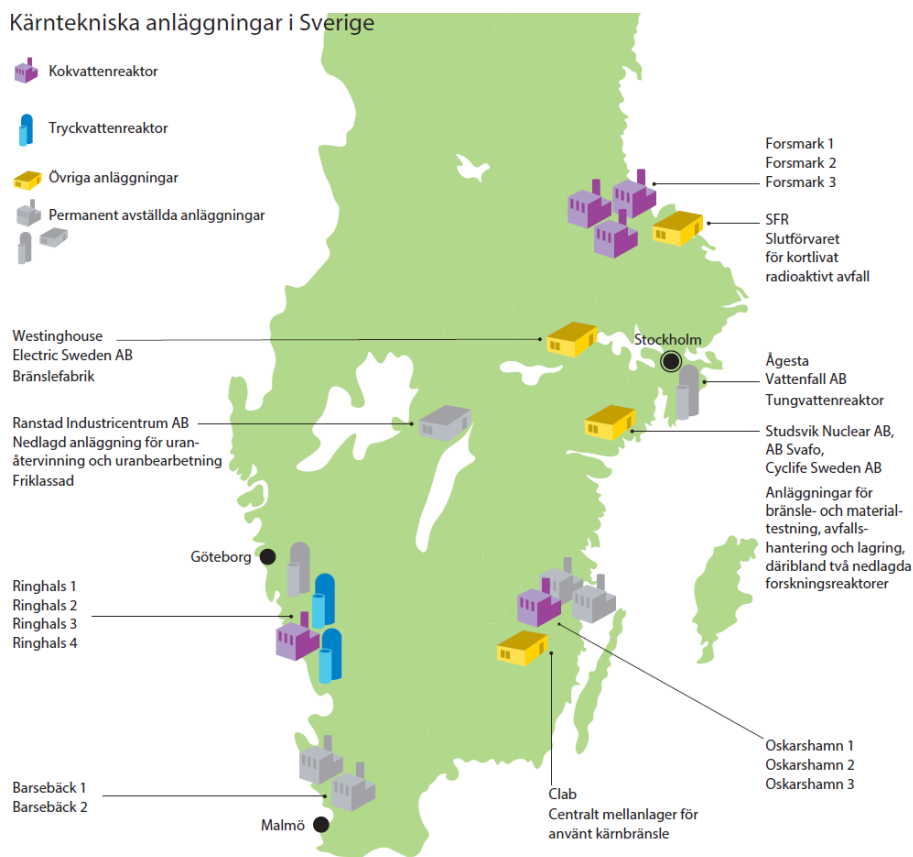 Kärntekniska anläggningar i Sverige
Kokvattenreaktor
Tryckvattenreaktor
Övriga anläggningar
Permanent avställda anläggningar
Forsmark 1
Forsmark 2
Forsmark 3
SFR
Slutförvaret
för kortlivat
radioaktivt avfall
Westinghouse
Electric Sweden AB
Bränslefabrik
Stockholm
Ågesta
Vattenfall AB
Tungvattenreaktor
Ranstad Industricentrum AB
Nedlagd anläggning för uran-
återvinning och uranbearbetning
Friklassad
Studsvik Nuclear AB,
AB Svafo,
Cyclife Sweden AB
Anläggningar för
bränsle- och material-
testning, avfalls-
hantering och lagring,
däribland två nedlagda
forskningsreaktorer
Göteborg
Ringhals 1
Ringhals 2
Ringhals 3
Ringhals 4
Oskarshamn 1
Oskarshamn 2
Oskarshamn 3
Barsebäck 1
Barsebäck 2
Clab
Centralt mellanlager för
använt kärnbränsle
Malmö